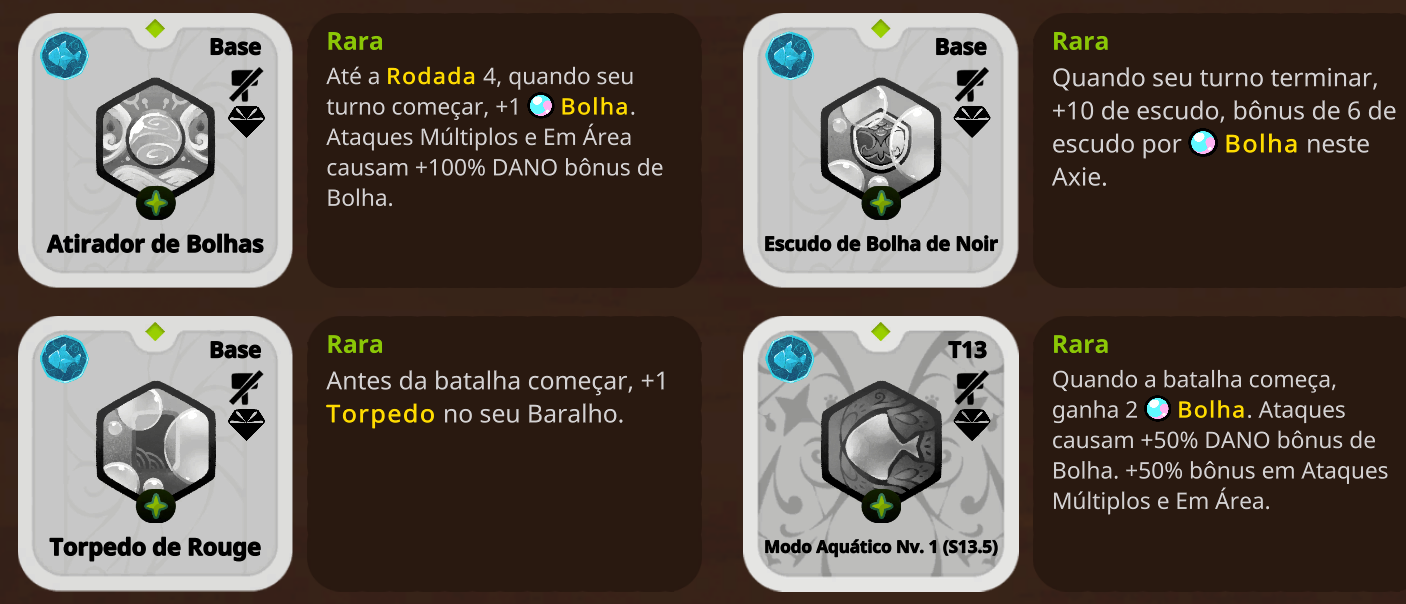 Base
Atirador de Bolhas
Rara
Até a Rodada 4, quando seu
turno começar, +1 Bolha.
Ataques Múltiplos e Em Área
causam +100% DANO bônus de
Bolha.
Base
Escudo de Bolha de Noir
Rara
Quando seu turno terminar,
+10 de escudo, bônus de 6 de
escudo por Bolha neste
Axie.
Base
Torpedo de Rouge
Rara
Antes da batalha começar, +1
Torpedo no seu Baralho.
T13
Modo Aquático Nv. 1 (S13.5)
Rara
Quando a batalha começa,
ganha 2 Bolha. Ataques
causam +50% DANO bônus de
Bolha. +50% bônus em Ataques
Múltiplos e Em Área.